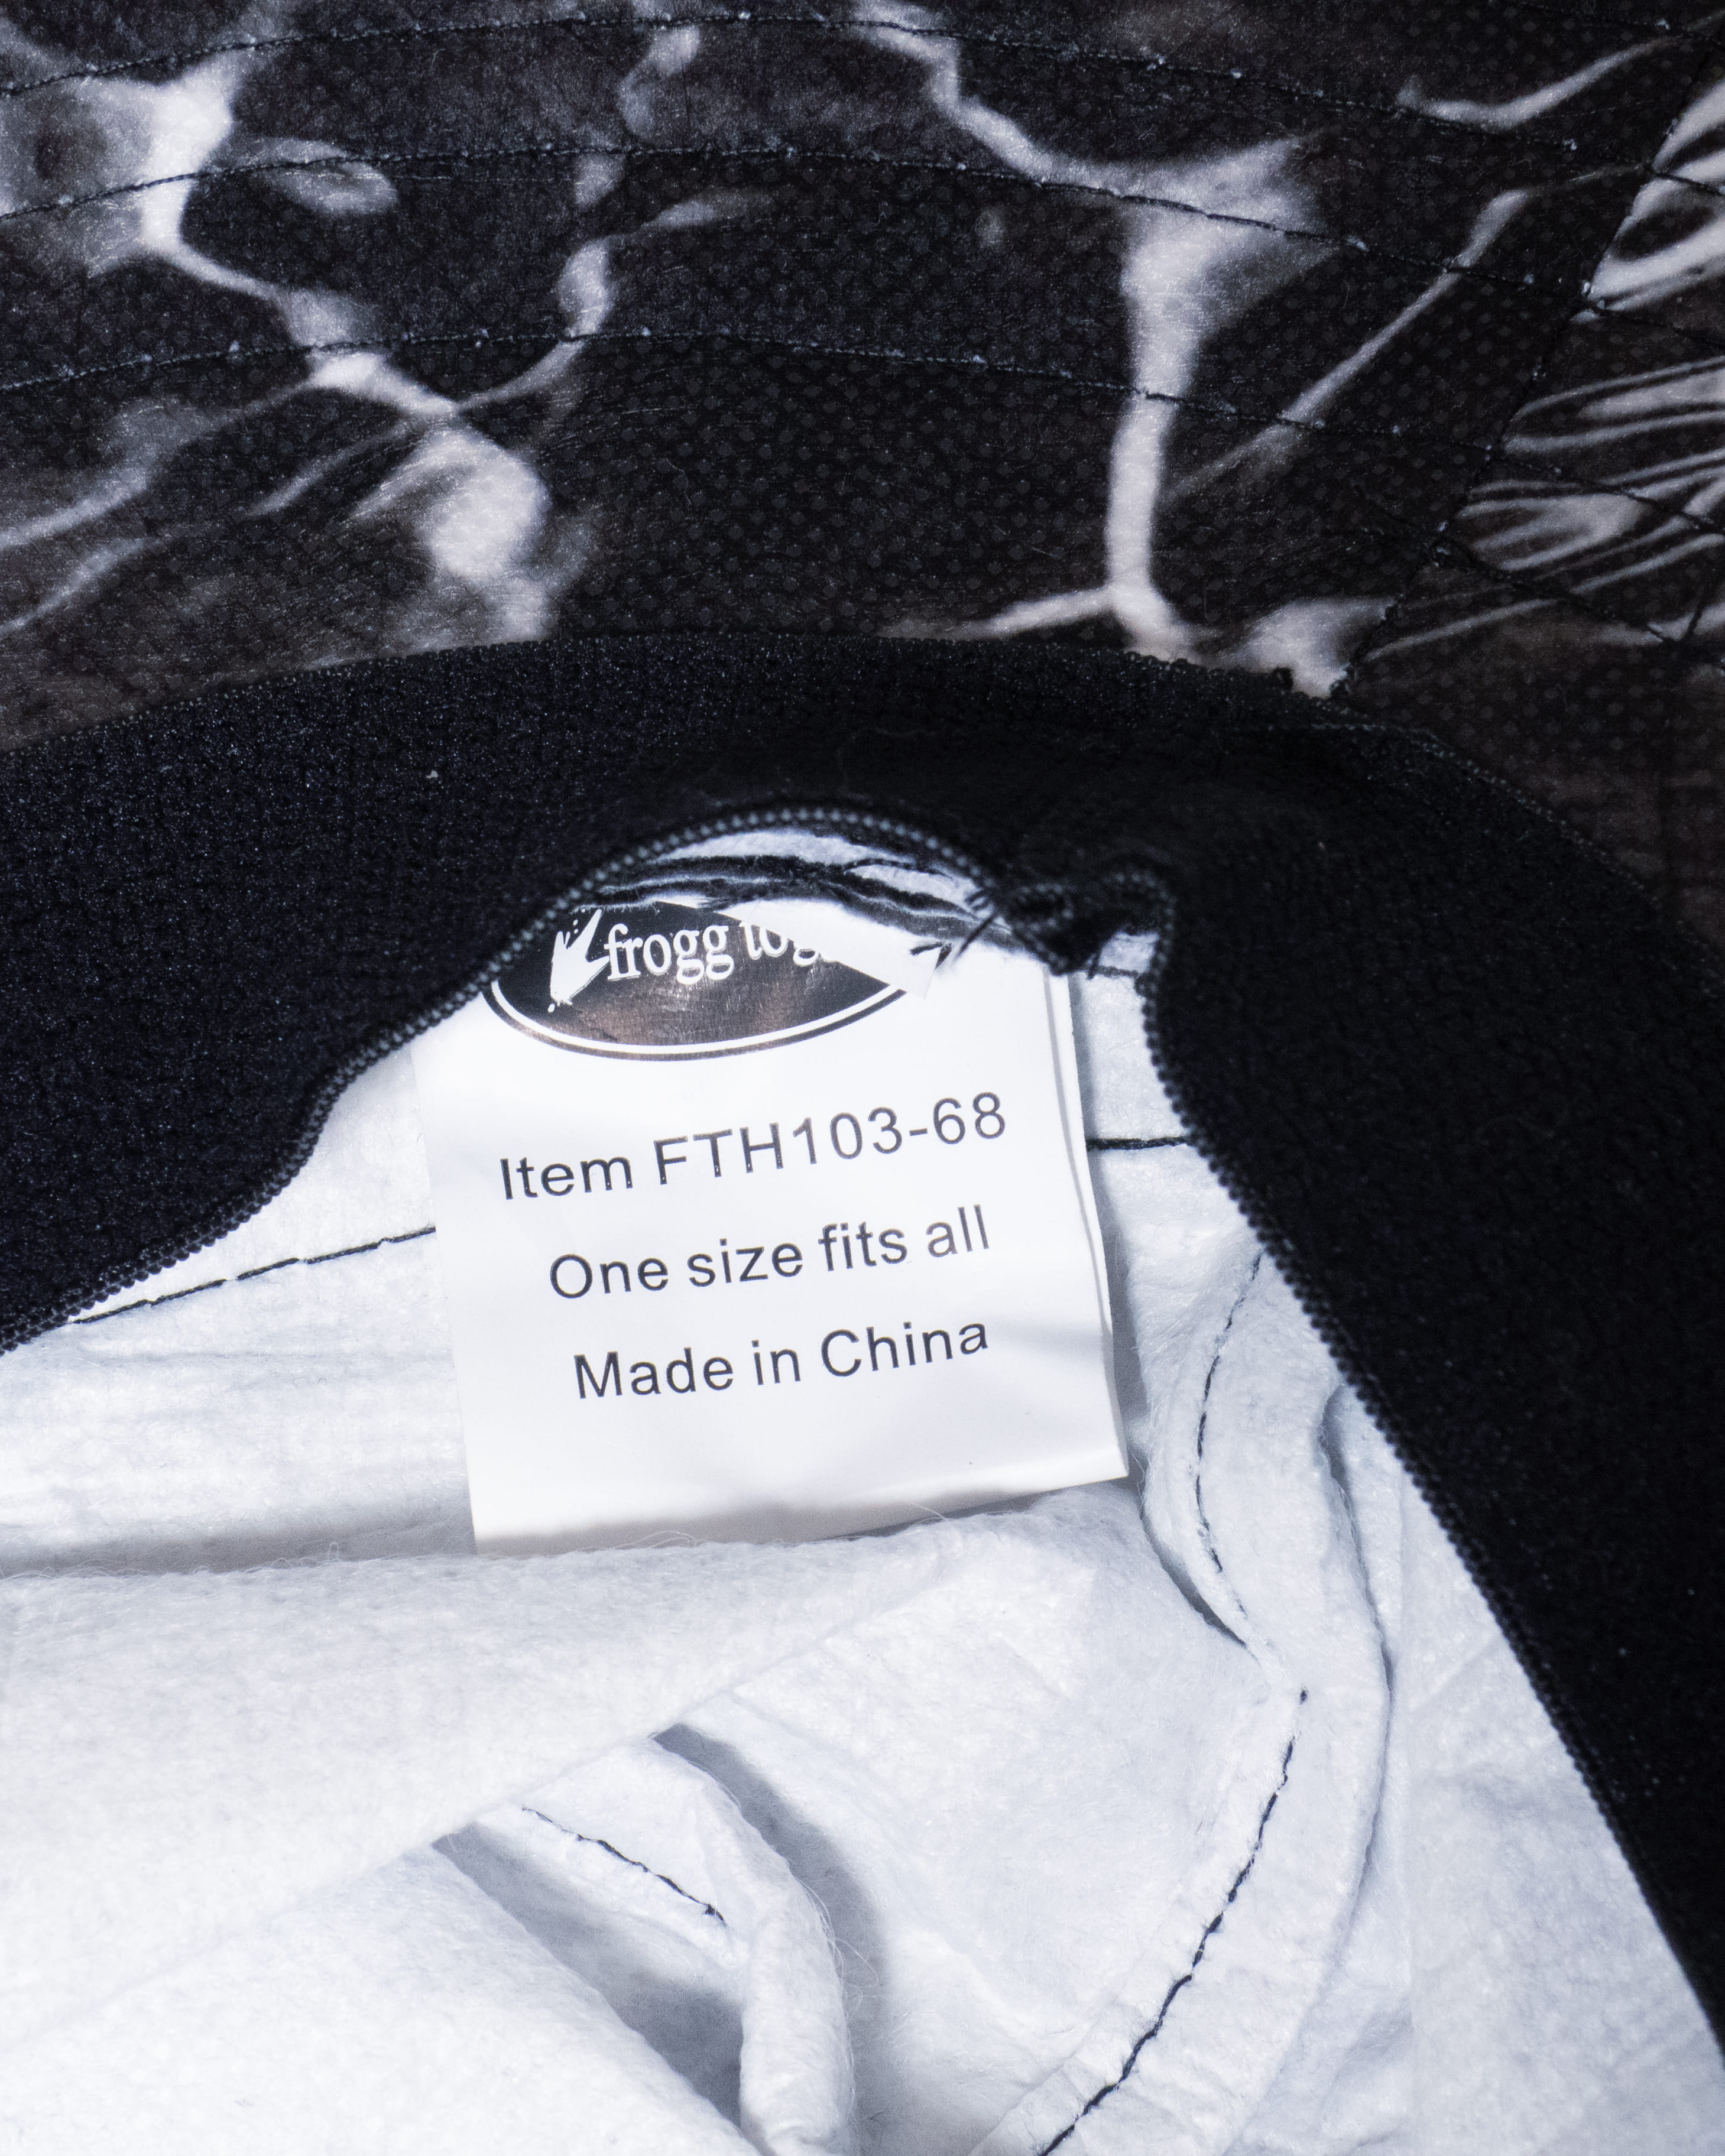 frogg
Item FTH103-68
One size fits all
Made in China